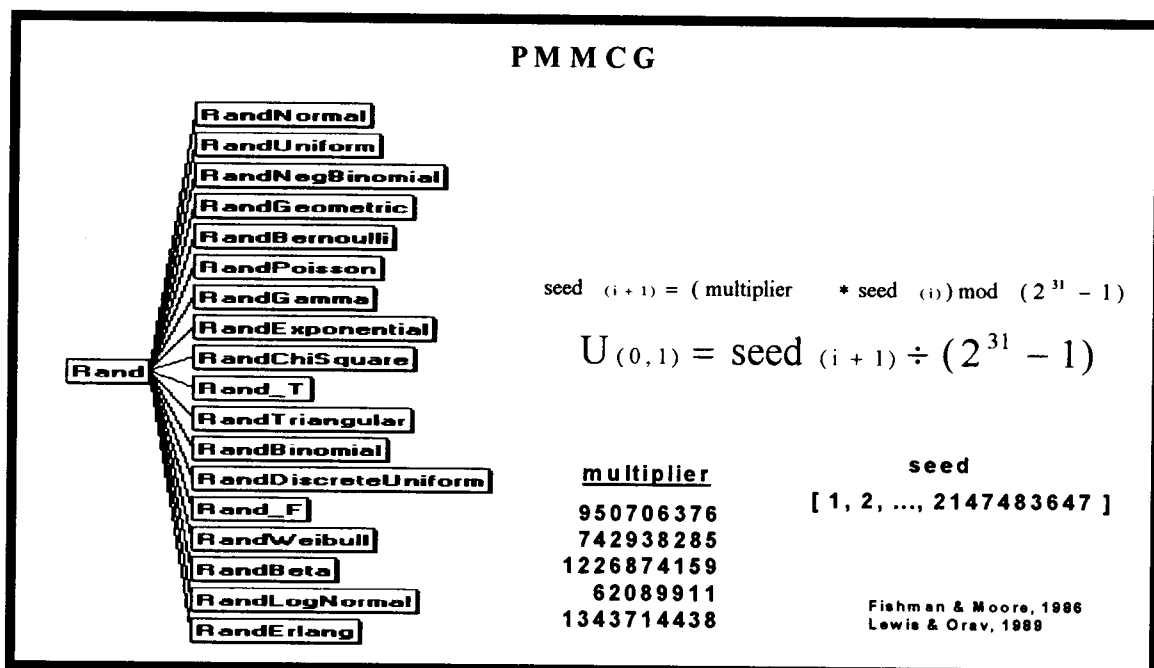 PMMCG
RandNormal
RandUniform
RandNegBinomial
RandGeometric
RandBernoulli
RandPoisson
RandGamma
RandExponential
RandChiSquare
Rand
Rand_T
RandTriangular
RandBinomial
RandDiscreteUniform
Rand_F
RandWeibull
RandBeta
RandLogNormal
RandErlang
seed (i + 1) = ( multiplier * seed (i) ) mod (2^31 - 1)
U (0,1) = seed (i + 1) ÷ (2^31 - 1)
multiplier
950706376
742938285
1226874159
62089911
1343714438
seed
[ 1, 2, ..., 2147483647 ]
Fishman & Moore, 1986
Lewis & Orav, 1989